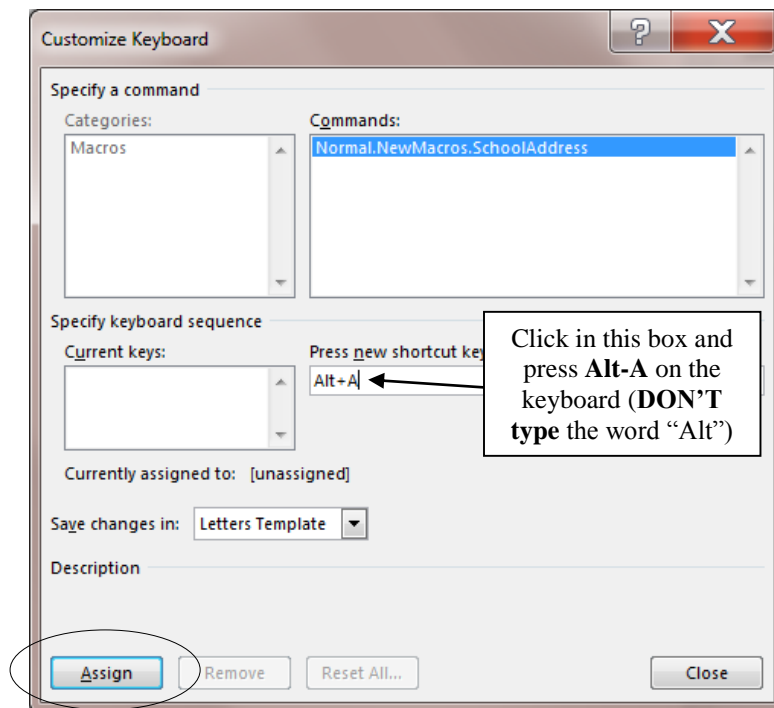 Customize Keyboard
Specify a command
Categories:
Commands:
Macros
Normal.NewMacros.SchoolAddress
Specify keyboard sequence
Current keys:
Press new shortcut key
Alt+A
Click in this box and
press Alt-A on the
keyboard (DON’T
type the word “Alt”)
Currently assigned to: [unassigned]
Save changes in: Letters Template
Description
Assign
Remove
Reset All...
Close